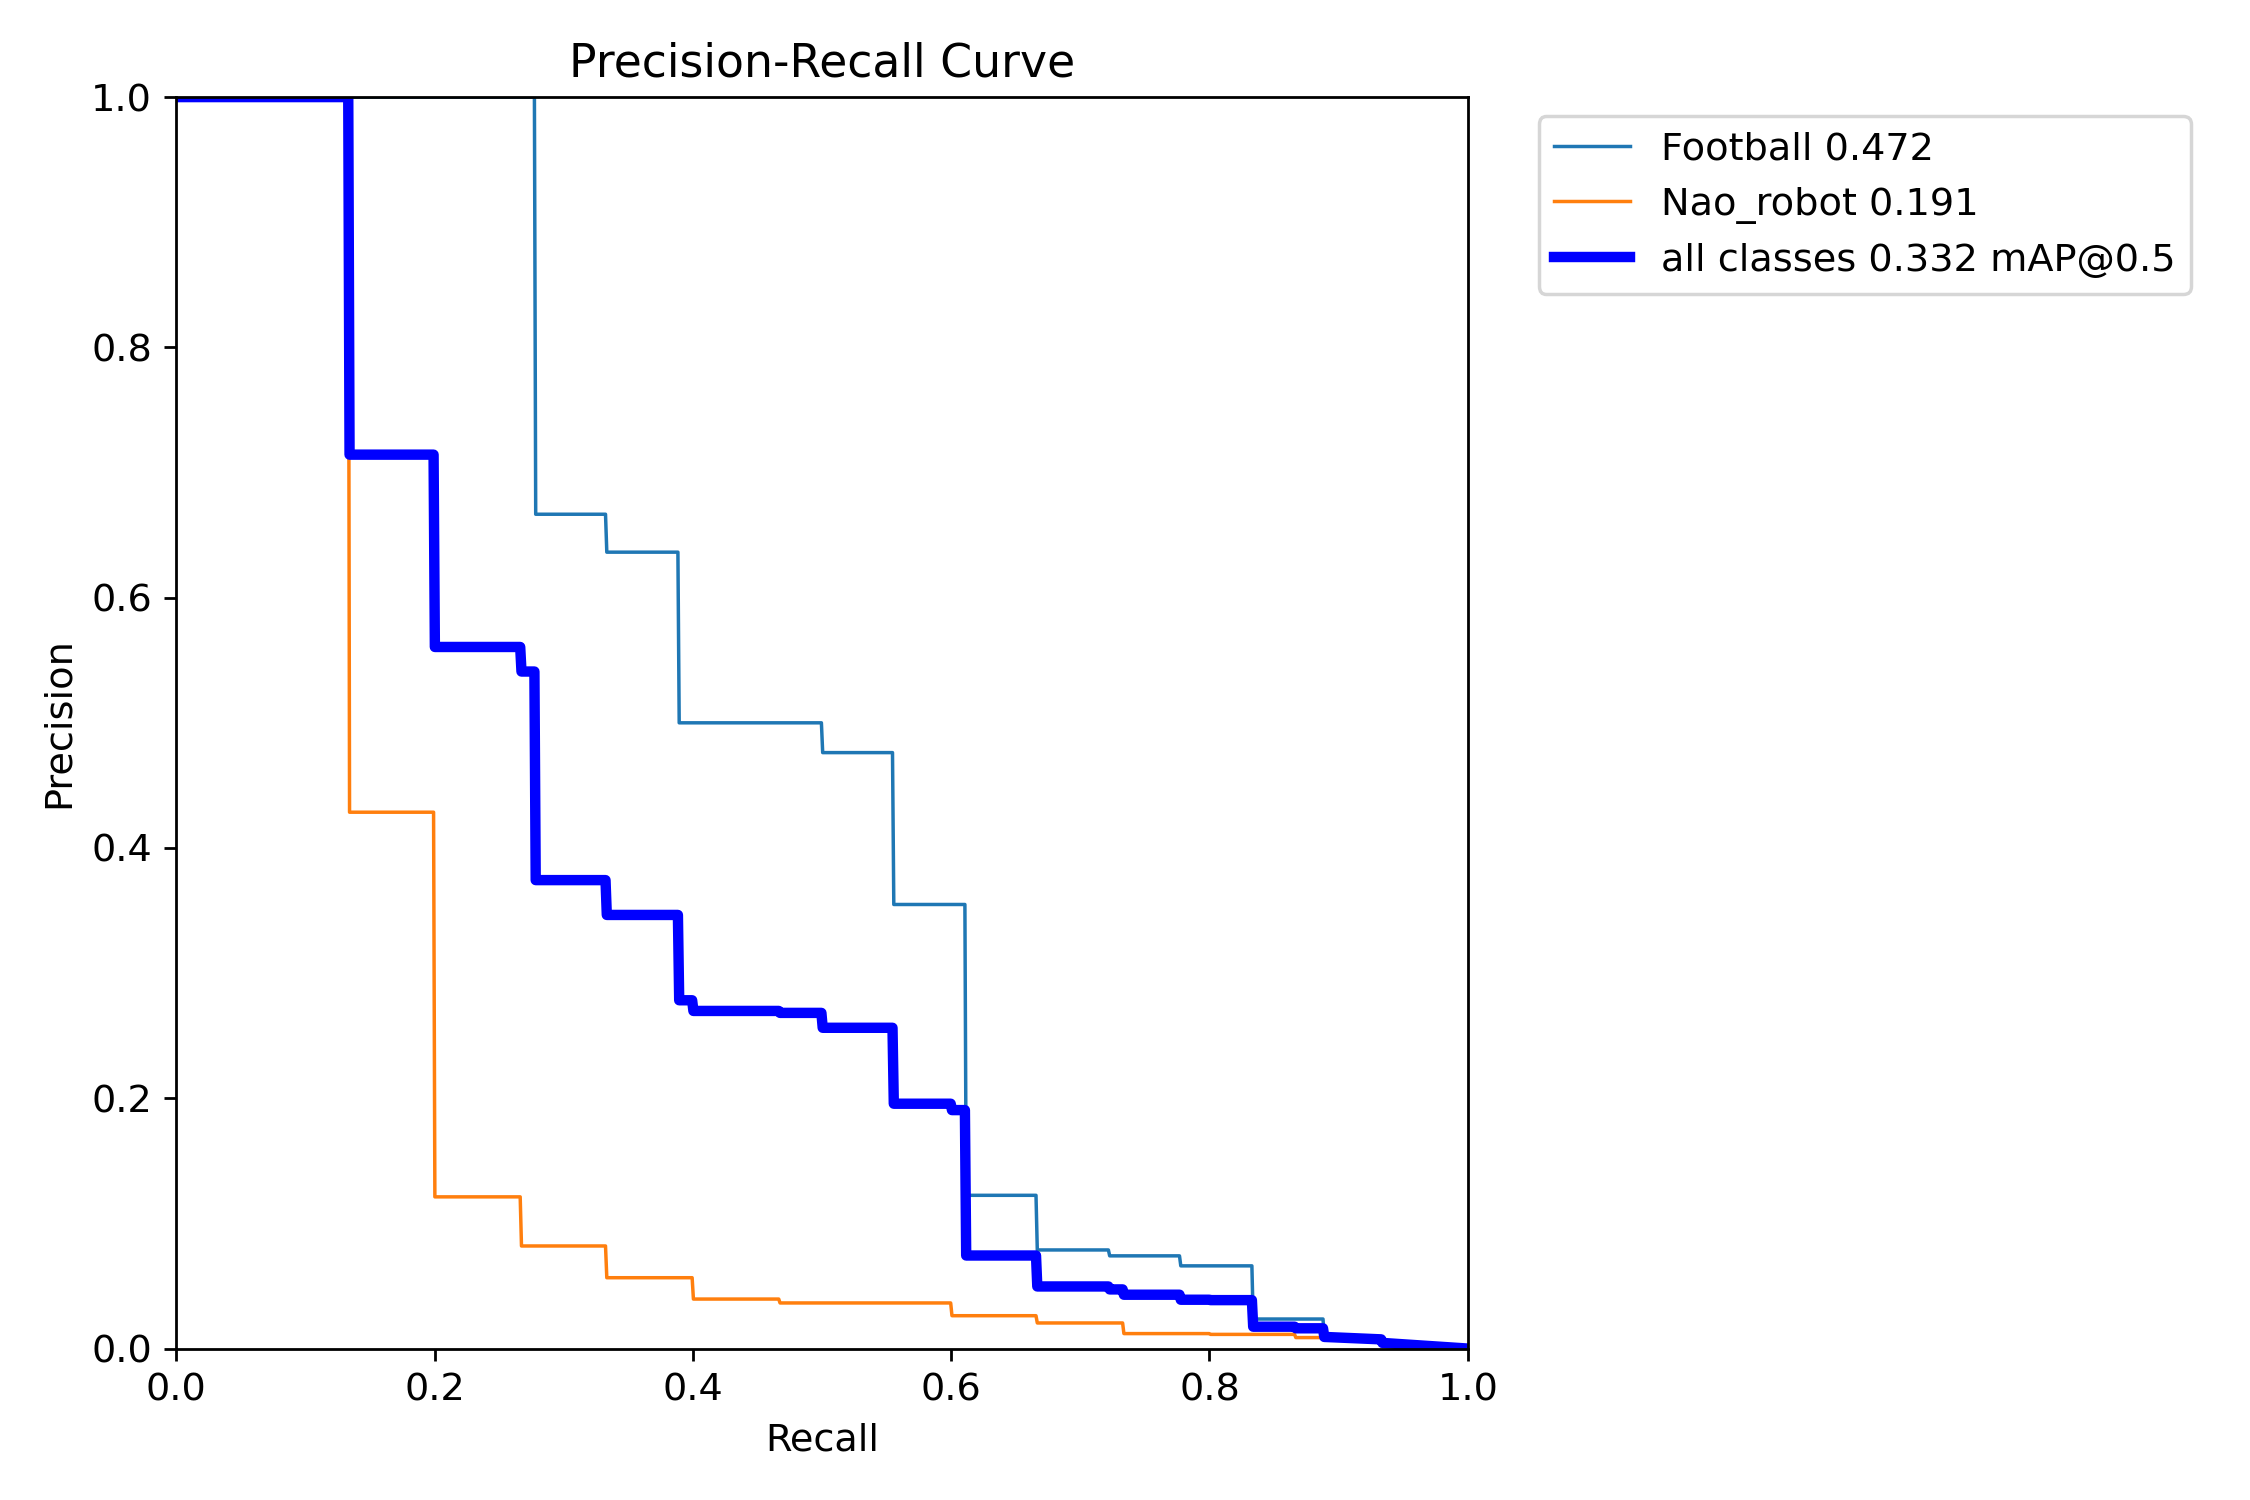 Precision-Recall Curve
1.0
0.8
0.6
0.4
0.2
0.0
Precision
0.0 0.2 0.4 0.6 0.8 1.0
Recall
Football 0.472
Nao_robot 0.191
all classes 0.332 mAP@0.5